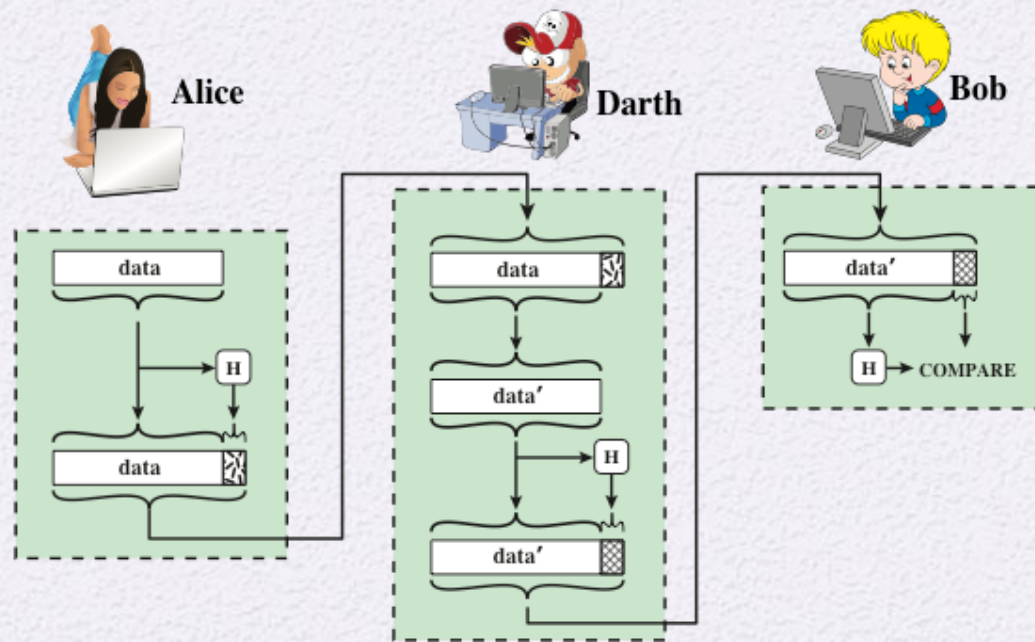 Alice
Darth
Bob
data
H
data
data
data′
H
data′
data′
H
COMPARE